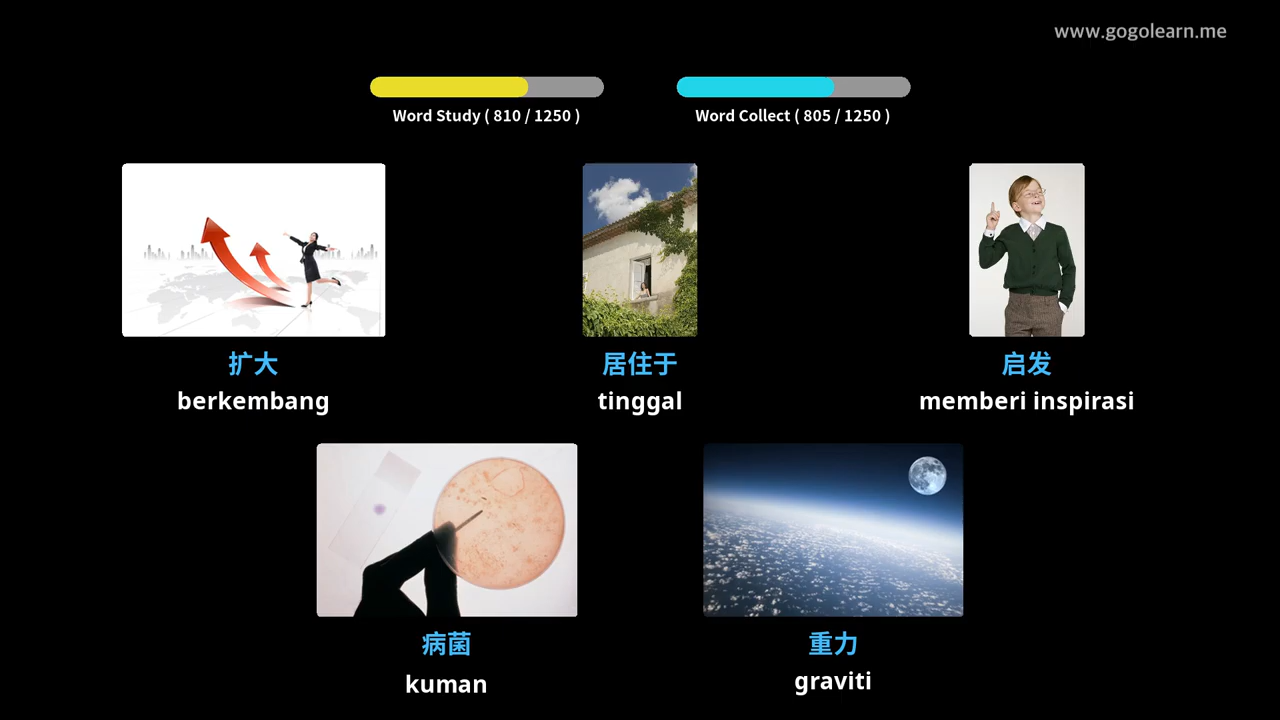 www.gogolearn.me
Word Study ( 810 / 1250 )
Word Collect ( 805 / 1250 )
扩大
berkembang
居住于
tinggal
启发
memberi inspirasi
病菌
kuman
重力
graviti